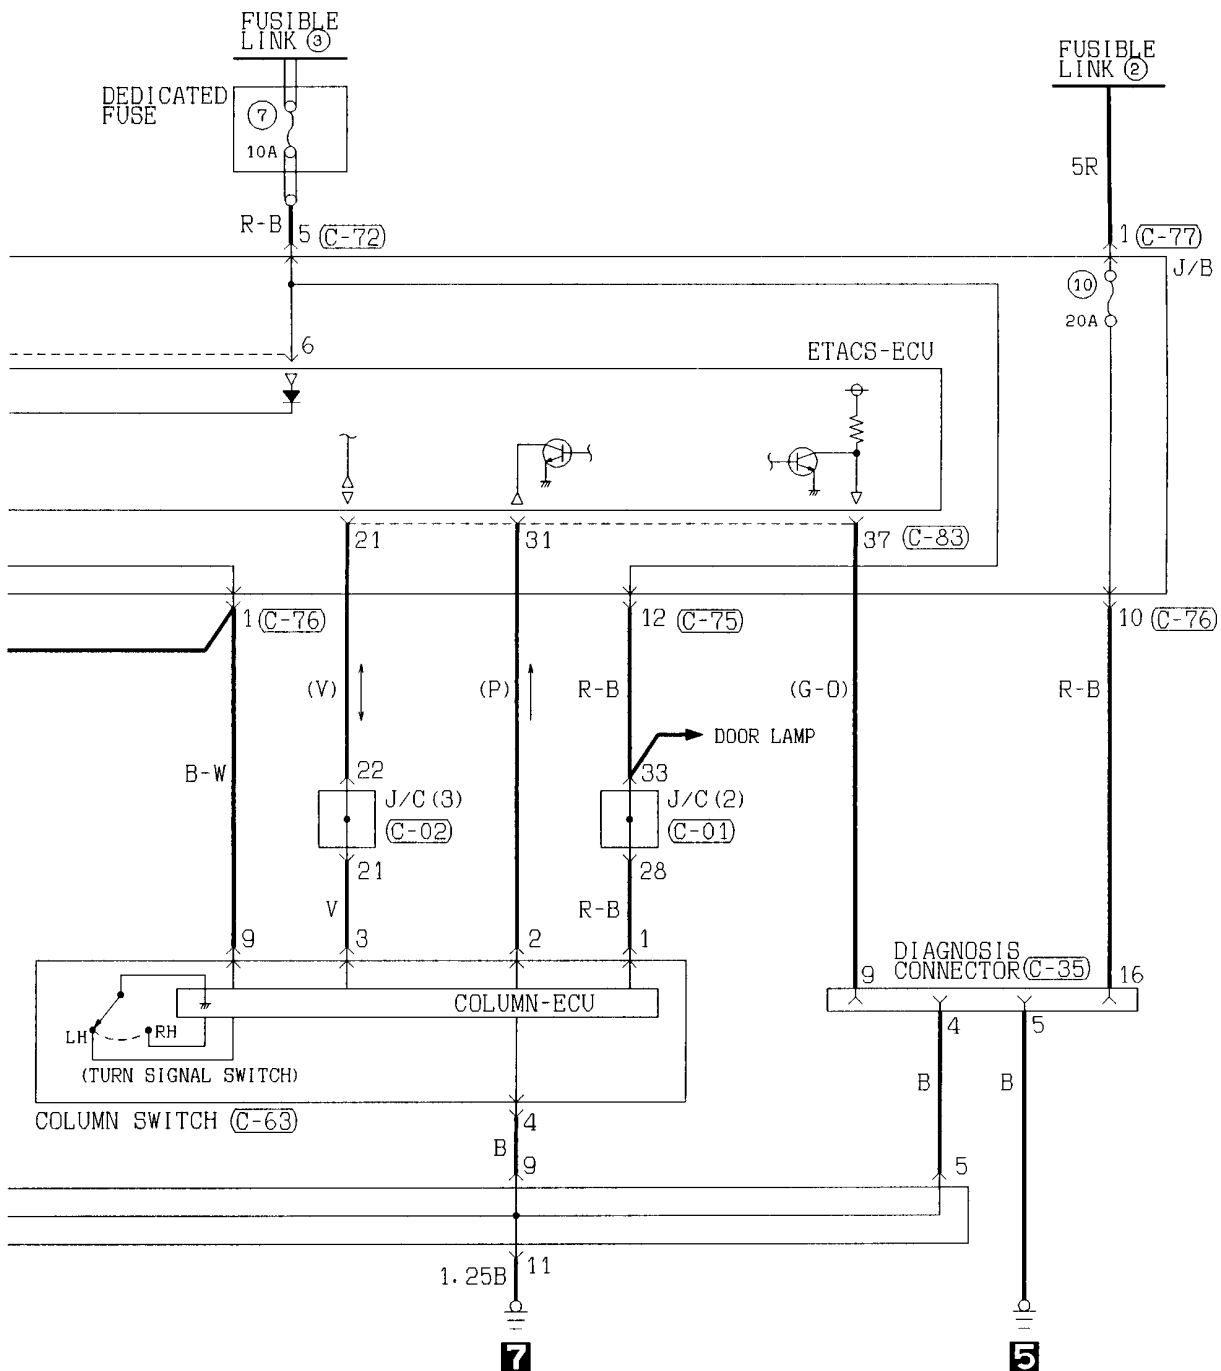 FUSIBLE
LINK ③
FUSIBLE
LINK ②
DEDICATED
FUSE
⑦
10A
5R
R-B
5 (C-72)
1 (C-77)
J/B
⑩
20A
6
ETACS-ECU
21
31
37 (C-83)
1 (C-76)
12 (C-75)
10 (C-76)
(V)
(P)
R-B
(G-O)
R-B
DOOR LAMP
B-W
22
33
J/C (3)
(C-02)
J/C (2)
(C-01)
21
28
V
R-B
9
3
2
1
DIAGNOSIS
CONNECTOR (C-35)
9
16
COLUMN-ECU
4
5
LH
RH
(TURN SIGNAL SWITCH)
B
B
COLUMN SWITCH (C-63)
4
B
9
5
11
1.25B
7
5